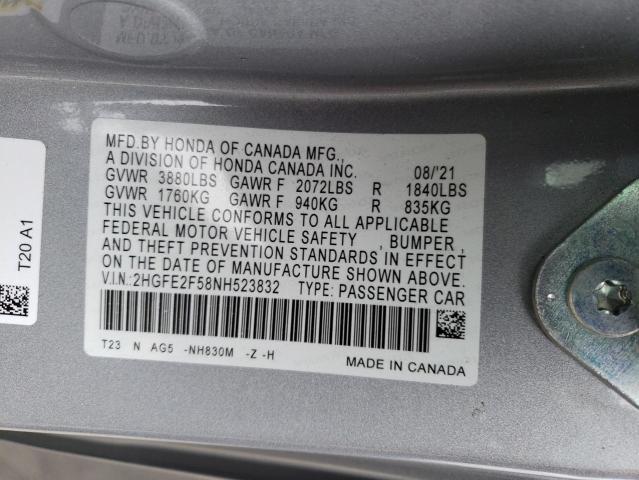 MFD.BY HONDA OF CANADA MFG.,
A DIVISION OF HONDA CANADA INC. 08/'21
GVWR 3880LBS GAWR F 2072LBS R 1840LBS
GVWR 1760KG GAWR F 940KG R 835KG
THIS VEHICLE CONFORMS TO ALL APPLICABLE
FEDERAL MOTOR VEHICLE SAFETY , BUMPER ,
AND THEFT PREVENTION STANDARDS IN EFFECT
ON THE DATE OF MANUFACTURE SHOWN ABOVE.
V.I.N.:2HGFE2F58NH523832 TYPE: PASSENGER CAR
T23 N AG5 -NH830M -Z -H
MADE IN CANADA
T20 A1